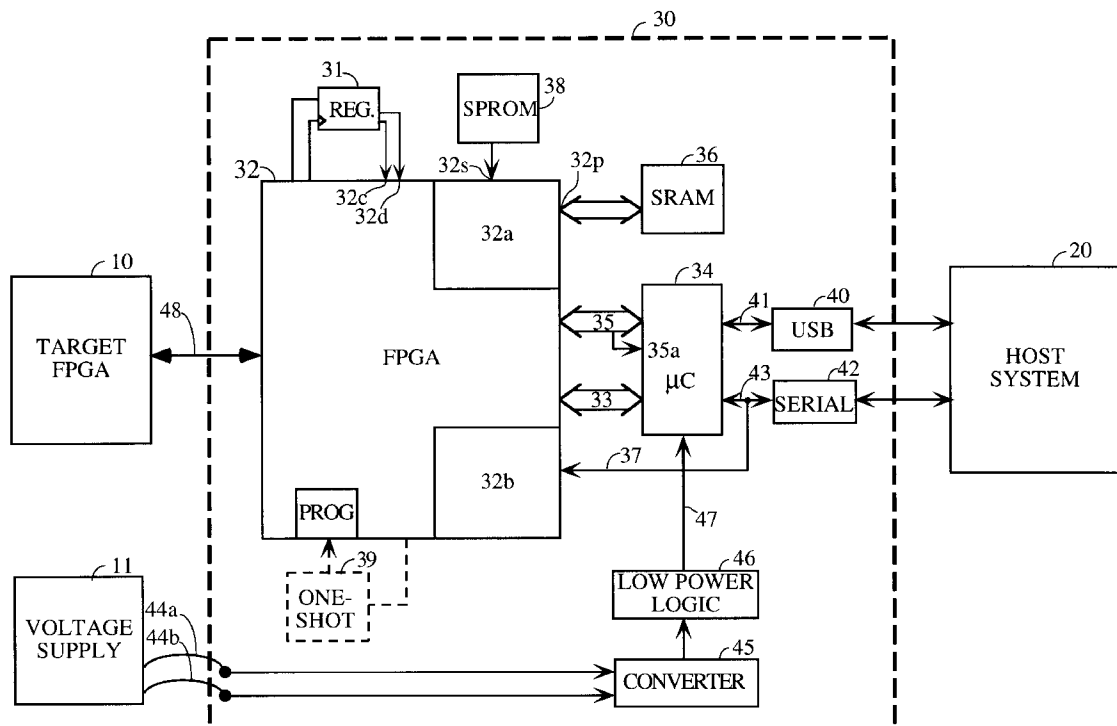 30
31
REG.
SPROM
38
32
32c
32d
32s
32p
32a
36
SRAM
10
TARGET
FPGA
48
FPGA
35
35a
34
μC
33
41
40
USB
43
42
SERIAL
20
HOST
SYSTEM
37
32b
47
PROG
39
ONE-
SHOT
46
LOW POWER
LOGIC
11
VOLTAGE
SUPPLY
44a
44b
45
CONVERTER